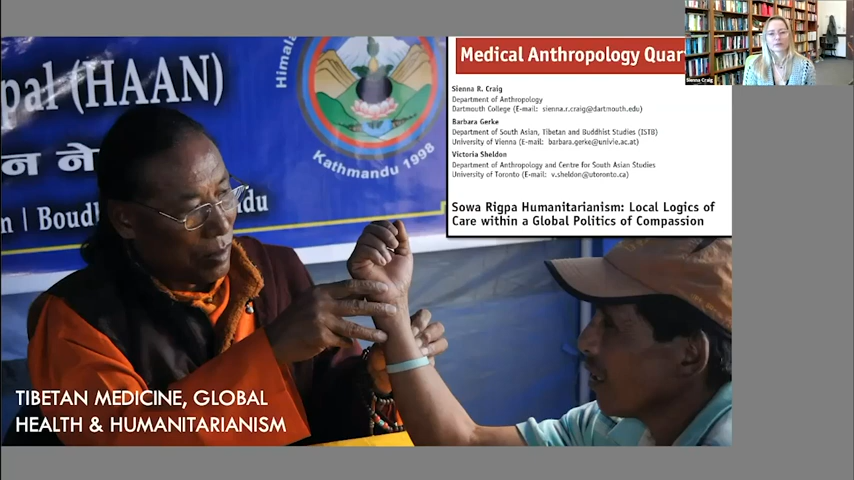 Himala
pal (HAAN)
न ने
n | Boudh
ndu
Kathmandu 1998
Medical Anthropology Quar
Sienna R. Craig
Department of Anthropology
Dartmouth College (E-mail: sienna.r.craig@dartmouth.edu)
Barbara Gerke
Department of South Asian, Tibetan and Buddhist Studies (ISTB)
University of Vienna (E-mail: barbara.gerke@univie.ac.at)
Victoria Sheldon
Department of Anthropology and Centre for South Asian Studies
University of Toronto (E-mail: v.sheldon@utoronto.ca)
Sowa Rigpa Humanitarianism: Local Logics of
Care within a Global Politics of Compassion
Sienna Craig
TIBETAN MEDICINE, GLOBAL
HEALTH & HUMANITARIANISM